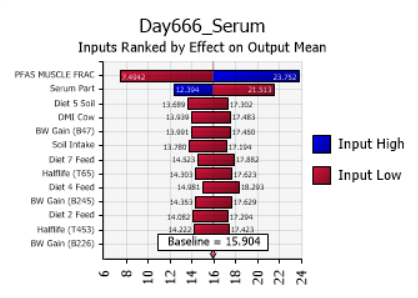 Day666_Serum
Inputs Ranked by Effect on Output Mean
PFAS MUSCLE FRAC 7.4942 23.752
Serum Part 12.394 21.513
Diet 5 Soil 13.689 17.302
DMI Cow 13.939 17.483
BW Gain (B47) 13.991 17.450
Soil Intake 13.780 17.194
Diet 7 Feed 14.523 17.882
Halflife (T65) 14.303 17.623
Diet 4 Feed 14.981 18.293
BW Gain (B245) 14.353 17.629
Diet 2 Feed 14.082 17.294
Halflife (T453) 14.222 17.423
BW Gain (B226)
Baseline = 15.904
Input High
Input Low
6 8 10 12 14 16 18 20 22 24